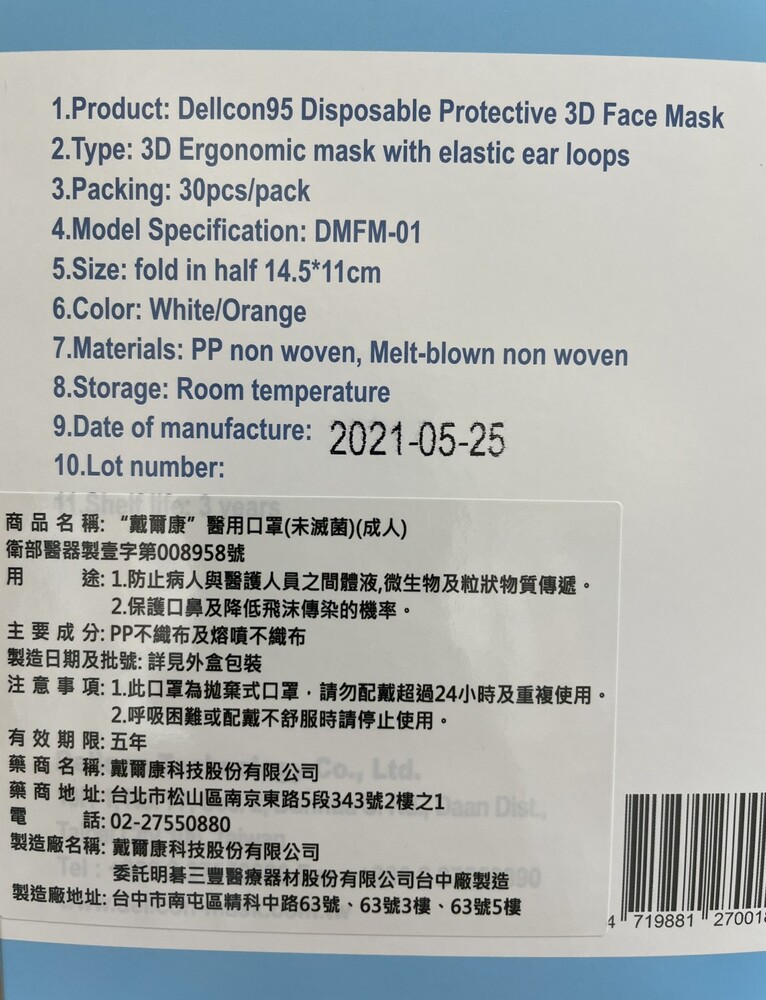 1.Product: Dellcon95 Disposable Protective 3D Face Mask
2.Type: 3D Ergonomic mask with elastic ear loops
3.Packing: 30pcs/pack
4.Model Specification: DMFM-01
5.Size: fold in half 14.5*11cm
6.Color: White/Orange
7.Materials: PP non woven, Melt-blown non woven
8.Storage: Room temperature
9.Date of manufacture: 2021-05-25
10.Lot number:
11.Shelf life: 3 years
商品名稱: “戴爾康”醫用口罩(未滅菌)(成人)
衛部醫器製壹字第008958號
用 途: 1.防止病人與醫護人員之間體液,微生物及粒狀物質傳遞。
2.保護口鼻及降低飛沫傳染的機率。
主要成分: PP不織布及熔噴不織布
製造日期及批號: 詳見外盒包裝
注意事項: 1.此口罩為拋棄式口罩，請勿配戴超過24小時及重複使用。
2.呼吸困難或配戴不舒服時請停止使用。
有效期限: 五年
藥商名稱: 戴爾康科技股份有限公司
Co., Ltd.
藥商地址: 台北市松山區南京東路5段343號2樓之1
Daan Dist.,
電 話: 02-27550880
製造廠名稱: 戴爾康科技股份有限公司
委託明碁三豐醫療器材股份有限公司台中廠製造
製造廠地址: 台中市南屯區精科中路63號、63號3樓、63號5樓
4 719881 27001